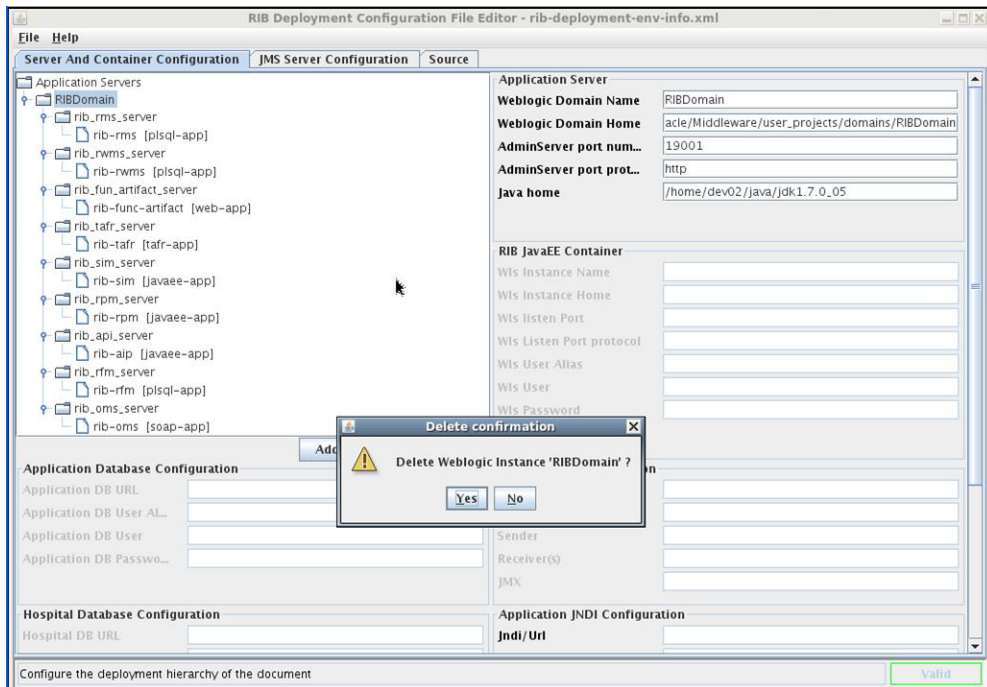 RIB Deployment Configuration File Editor - rib-deployment-env-info.xml
File Help
Server And Container Configuration JMS Server Configuration Source
Application Servers
RIBDomain
rib_rms_server
rib-rms [plsql-app]
rib_rwms_server
rib-rwms [plsql-app]
rib_fun_artifact_server
rib-func-artifact [web-app]
rib_tafr_server
rib-tafr [tafr-app]
rib_sim_server
rib-sim [javaee-app]
rib_rpm_server
rib-rpm [javaee-app]
rib_api_server
rib-aip [javaee-app]
rib_rfm_server
rib-rfm [plsql-app]
rib_oms_server
rib-oms [soap-app]
Application Server
Weblogic Domain Name RIBDomain
Weblogic Domain Home acle/Middleware/user_projects/domains/RIBDomain
AdminServer port num... 19001
AdminServer port prot... http
Java home /home/dev02/java/jdk1.7.0_05
RIB JavaEE Container
Wls Instance Name
Wls Instance Home
Wls listen Port
Wls Listen Port protocol
Wls User Alias
Wls User
Wls Password
Add
Delete confirmation
Delete Weblogic Instance 'RIBDomain' ?
Yes No
Application Database Configuration
Application DB URL
Application DB User Al...
Application DB User
Application DB Passwo...
Sender
Receiver(s)
JMX
Hospital Database Configuration
Hospital DB URL
Application JNDI Configuration
Jndi/Url
Configure the deployment hierarchy of the document
Valid